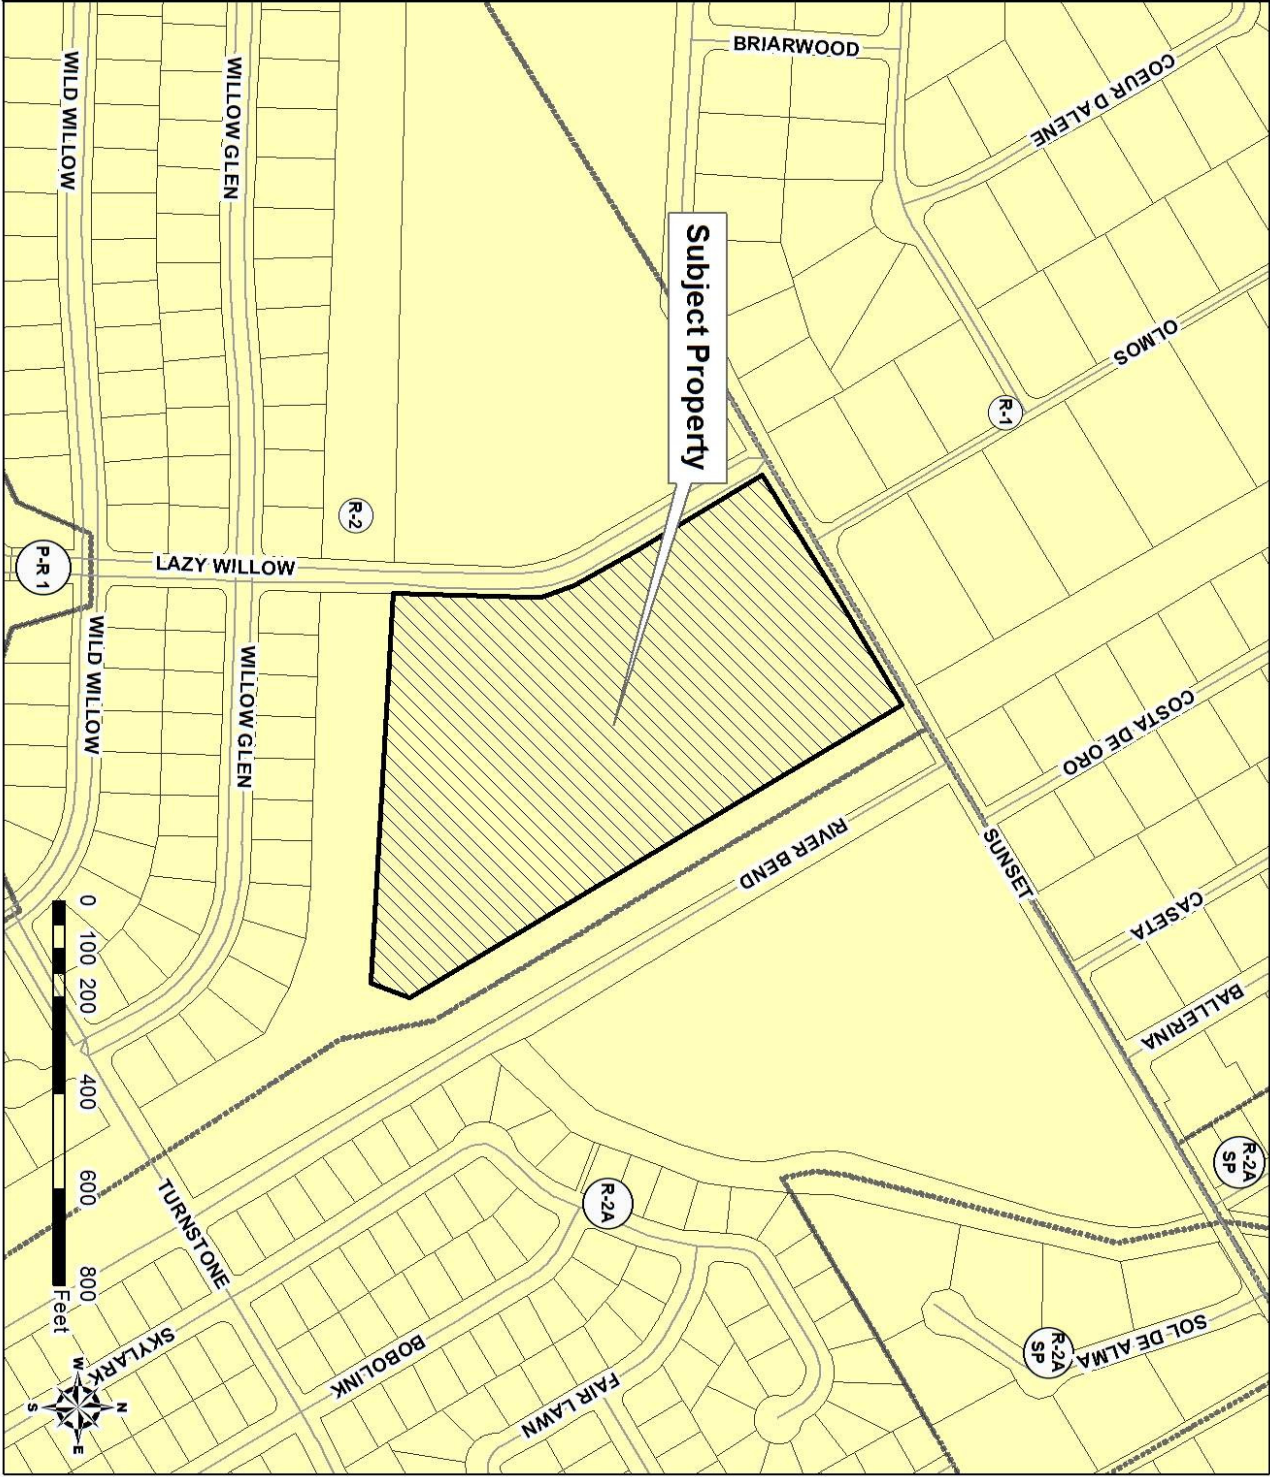 BRIARWOOD
COEUR D ALENE
WILD WILLOW
WILLOW GLEN
Subject Property
OLMOS
R-1
R-2
P-R 1
LAZY WILLOW
WILD WILLOW
WILLOW GLEN
COSTA DE ORO
RIVER BEND
SUNSET
CASETA
BALLERINA
R-2A
SP
R-2A
TURNSTONE
SKYLARK
BOBOLINK
FAIR LAWN
SOL DE ALMA
R-2A
SP
0 100 200 400 600 800
Feet
N
W
E
S